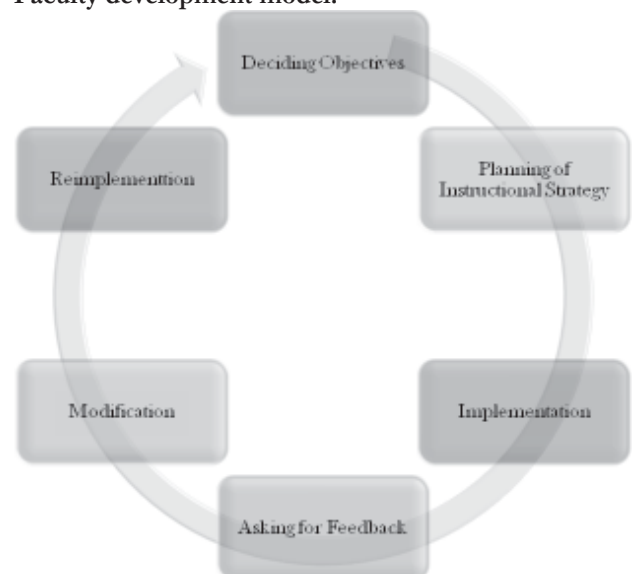 Faculty development model.
Deciding Objectives
Planning of
Instructional Strategy
Implementation
Asking for Feedback
Modification
Reimplementtion